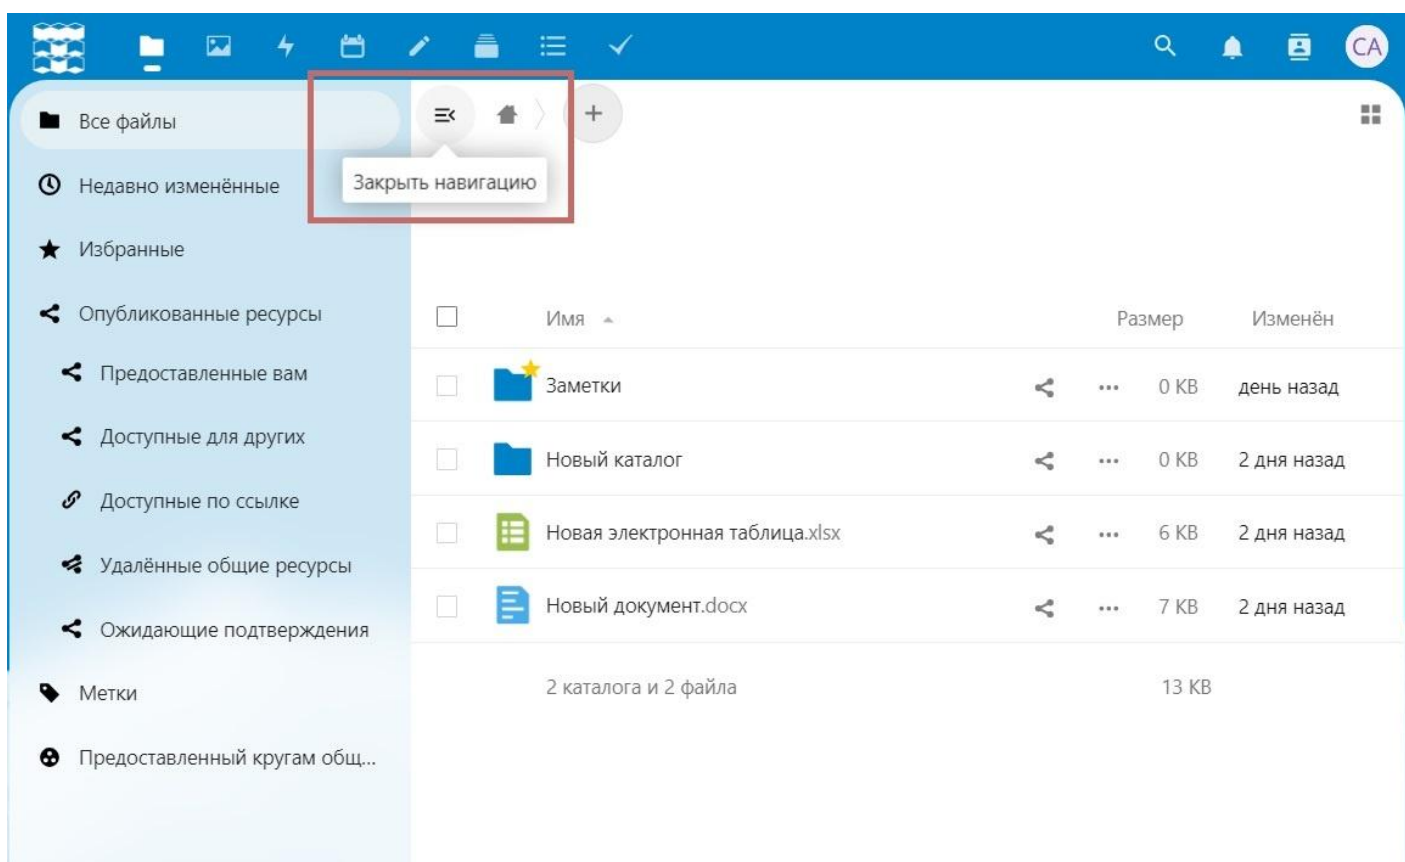 CA
Все файлы
Закрыть навигацию
Недавно изменённые
Избранные
Опубликованные ресурсы
Имя Размер Изменён
Предоставленные вам
Заметки 0 KB день назад
Доступные для других
Новый каталог 0 KB 2 дня назад
Доступные по ссылке
Новая электронная таблица.xlsx 6 KB 2 дня назад
Удалённые общие ресурсы
Новый документ.docx 7 KB 2 дня назад
Ожидающие подтверждения
Метки
2 каталога и 2 файла 13 KB
Предоставленный кругам общ...